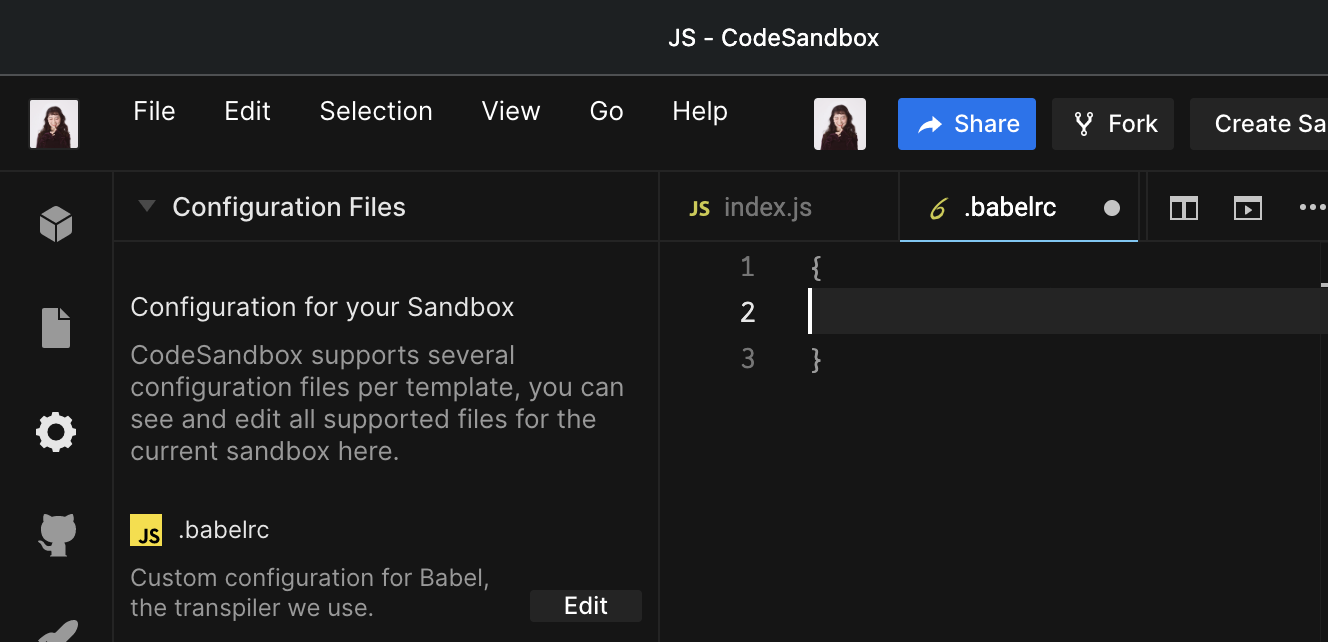 JS - CodeSandbox
File Edit Selection View Go Help Share Fork Create Sa
Configuration Files
JS index.js .babelrc
Configuration for your Sandbox
CodeSandbox supports several
configuration files per template, you can
see and edit all supported files for the
current sandbox here.
JS .babelrc
Custom configuration for Babel,
the transpiler we use.
Edit
1 {
2
3 }